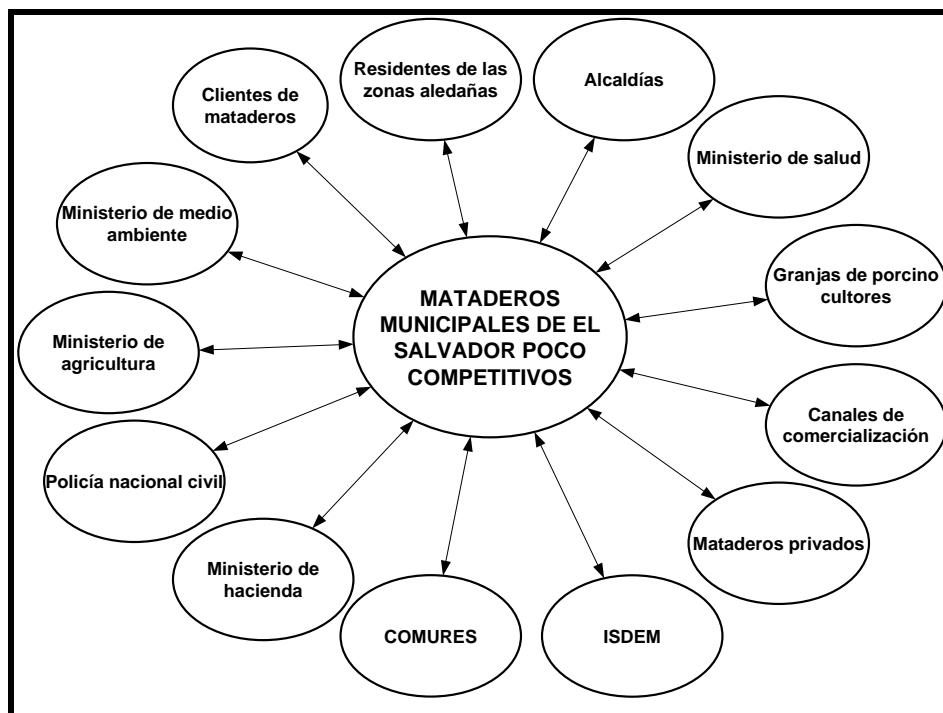 Residentes de las
zonas aledañas
Alcaldías
Clientes de
mataderos
Ministerio de salud
Ministerio de medio
ambiente
Granjas de porcino
cultores
MATADEROS
MUNICIPALES DE EL
SALVADOR POCO
COMPETITIVOS
Ministerio de
agricultura
Canales de
comercialización
Policía nacional civil
Mataderos privados
Ministerio de
hacienda
COMURES
ISDEM